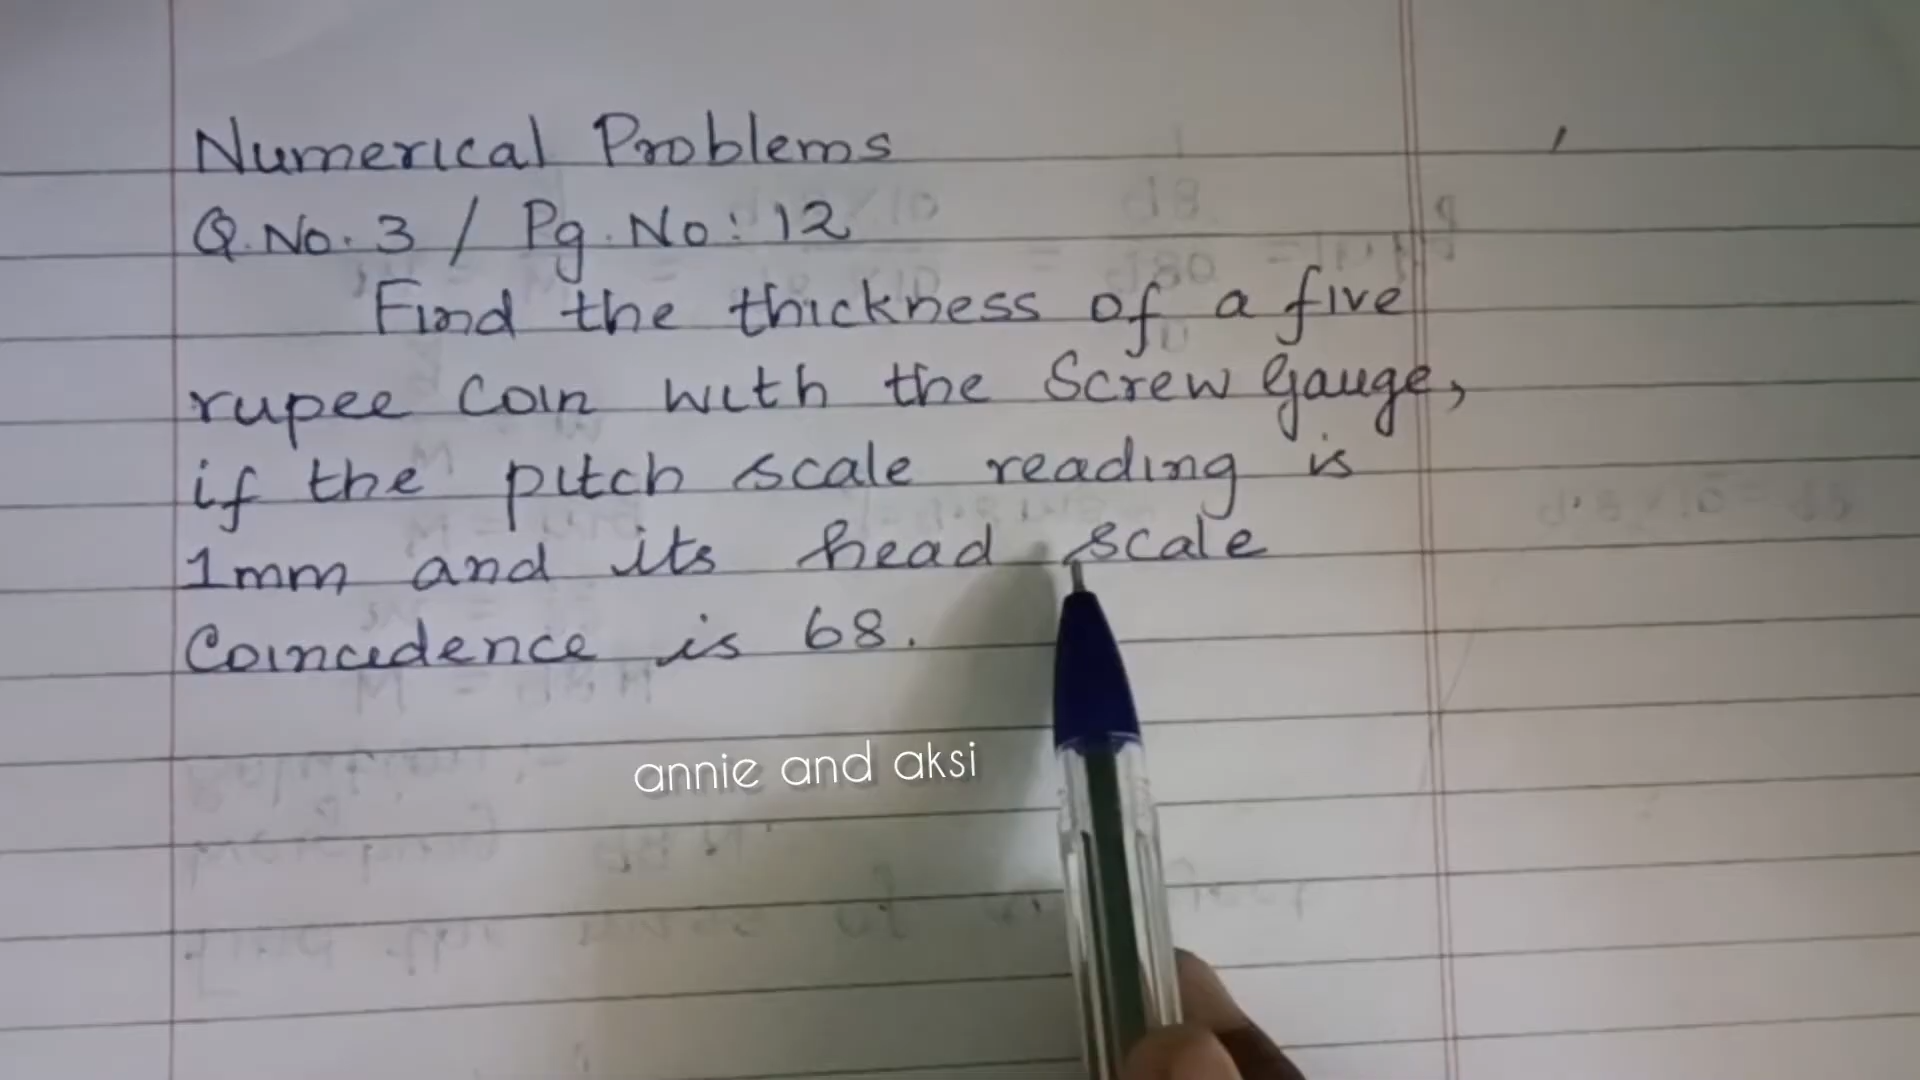 Numerical Problems
Q.No. 3 / Pg. No: 12
Find the thickness of a five
rupee coin with the Screw Gauge,
if the pitch scale reading is
1mm and its head scale
Coincidence is 68.
annie and aksi